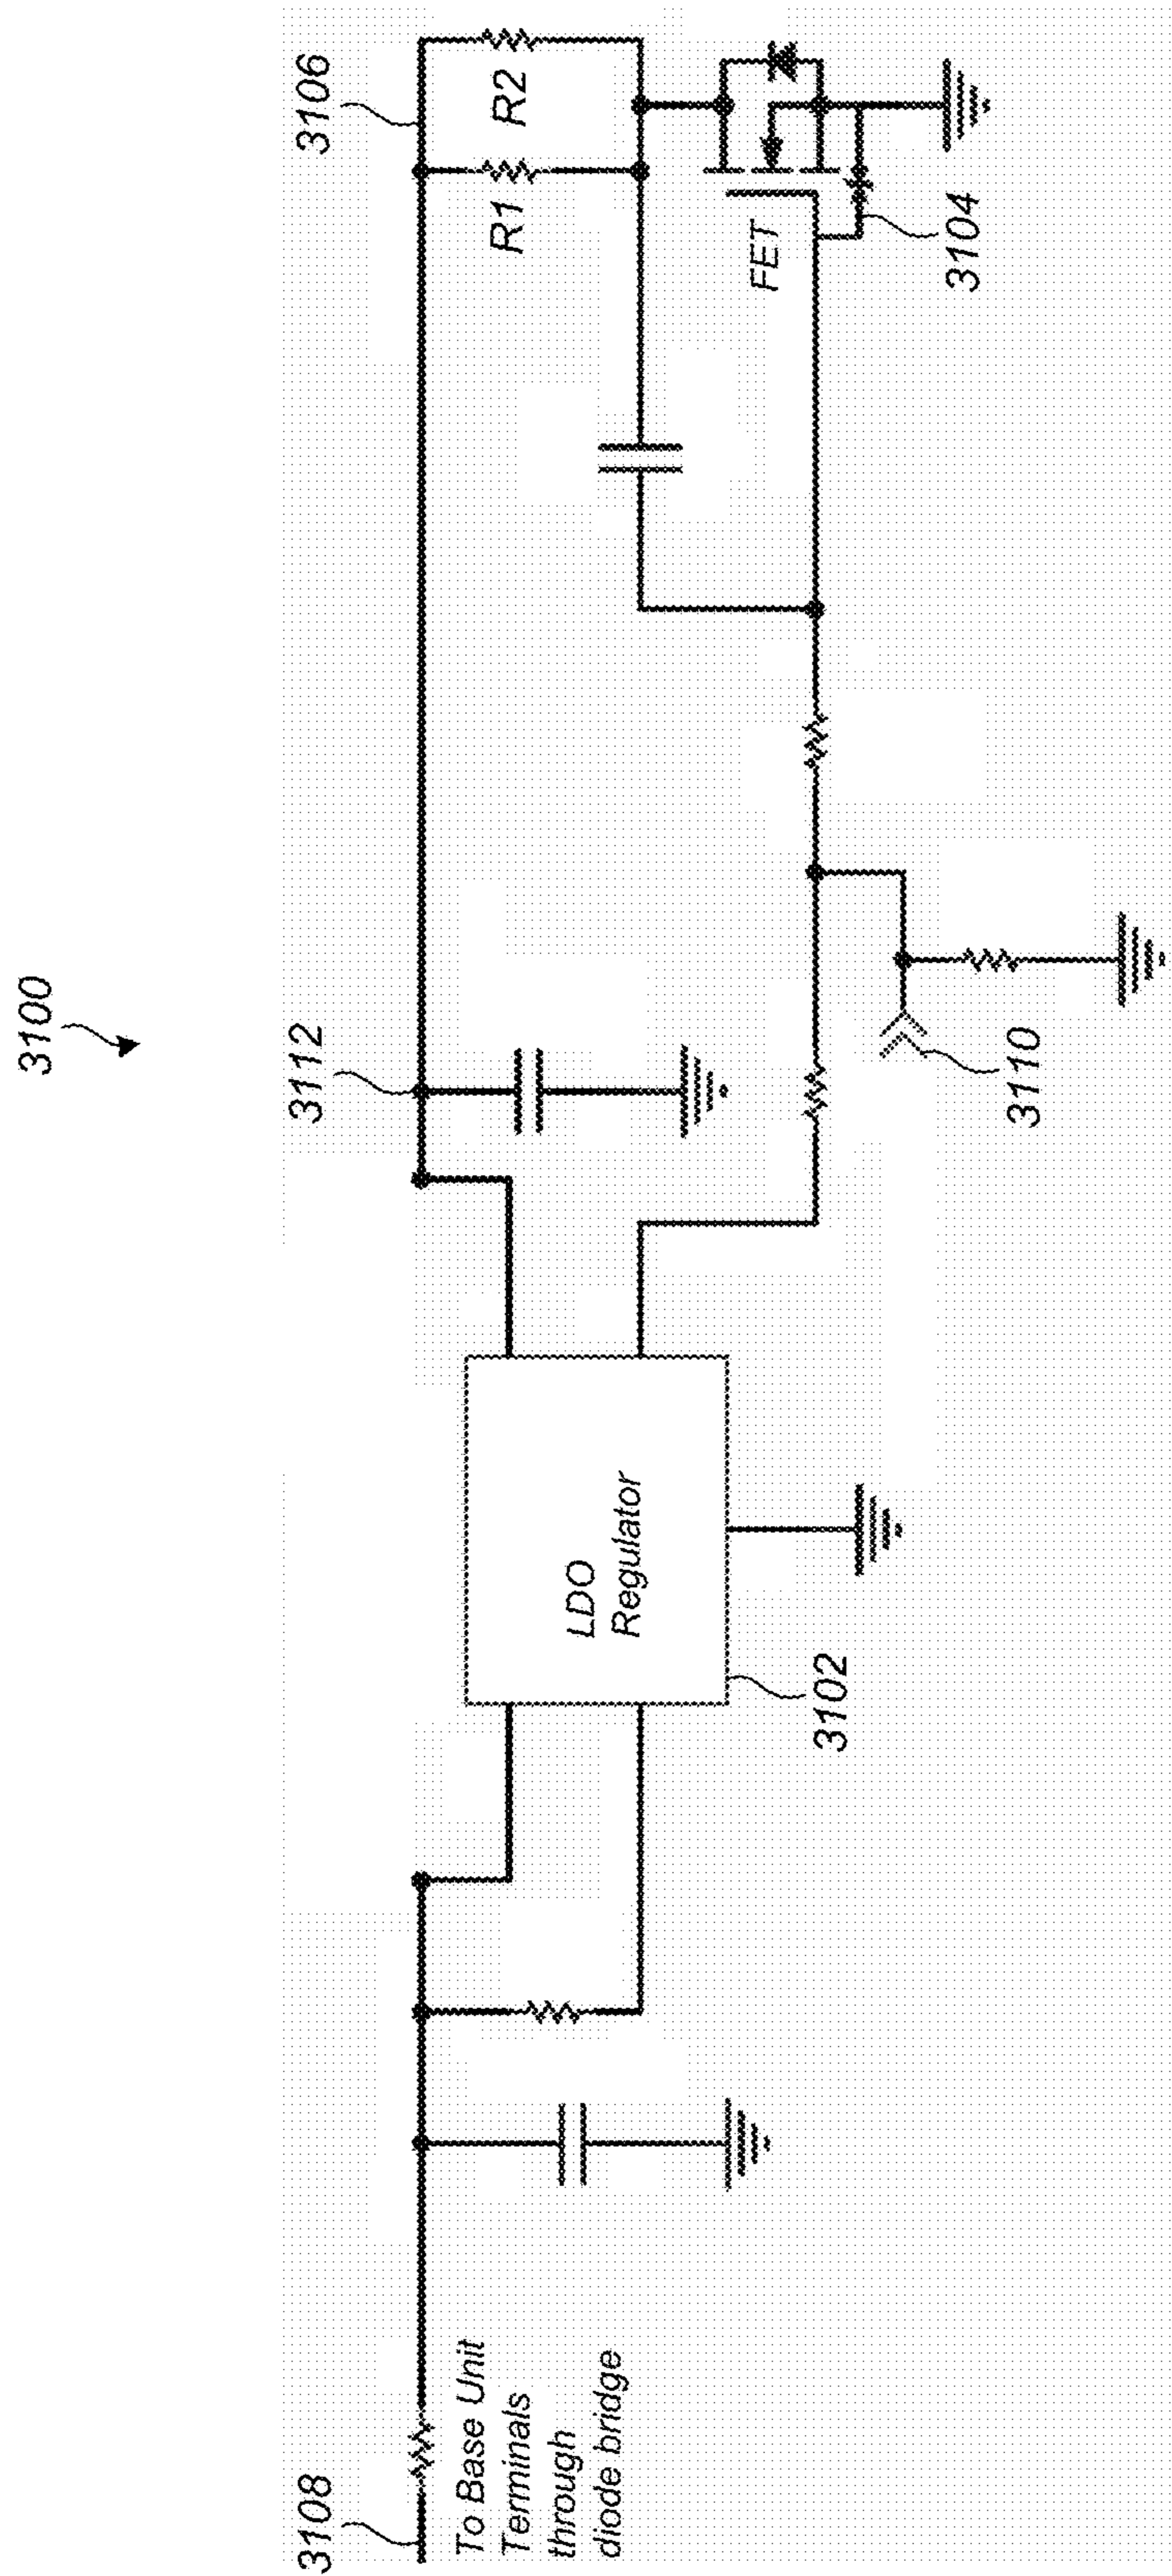 3100
3108
To Base Unit
Terminals
through
diode bridge
3102
LDO
Regulator
3112
3110
3106
R1
R2
FET
3104